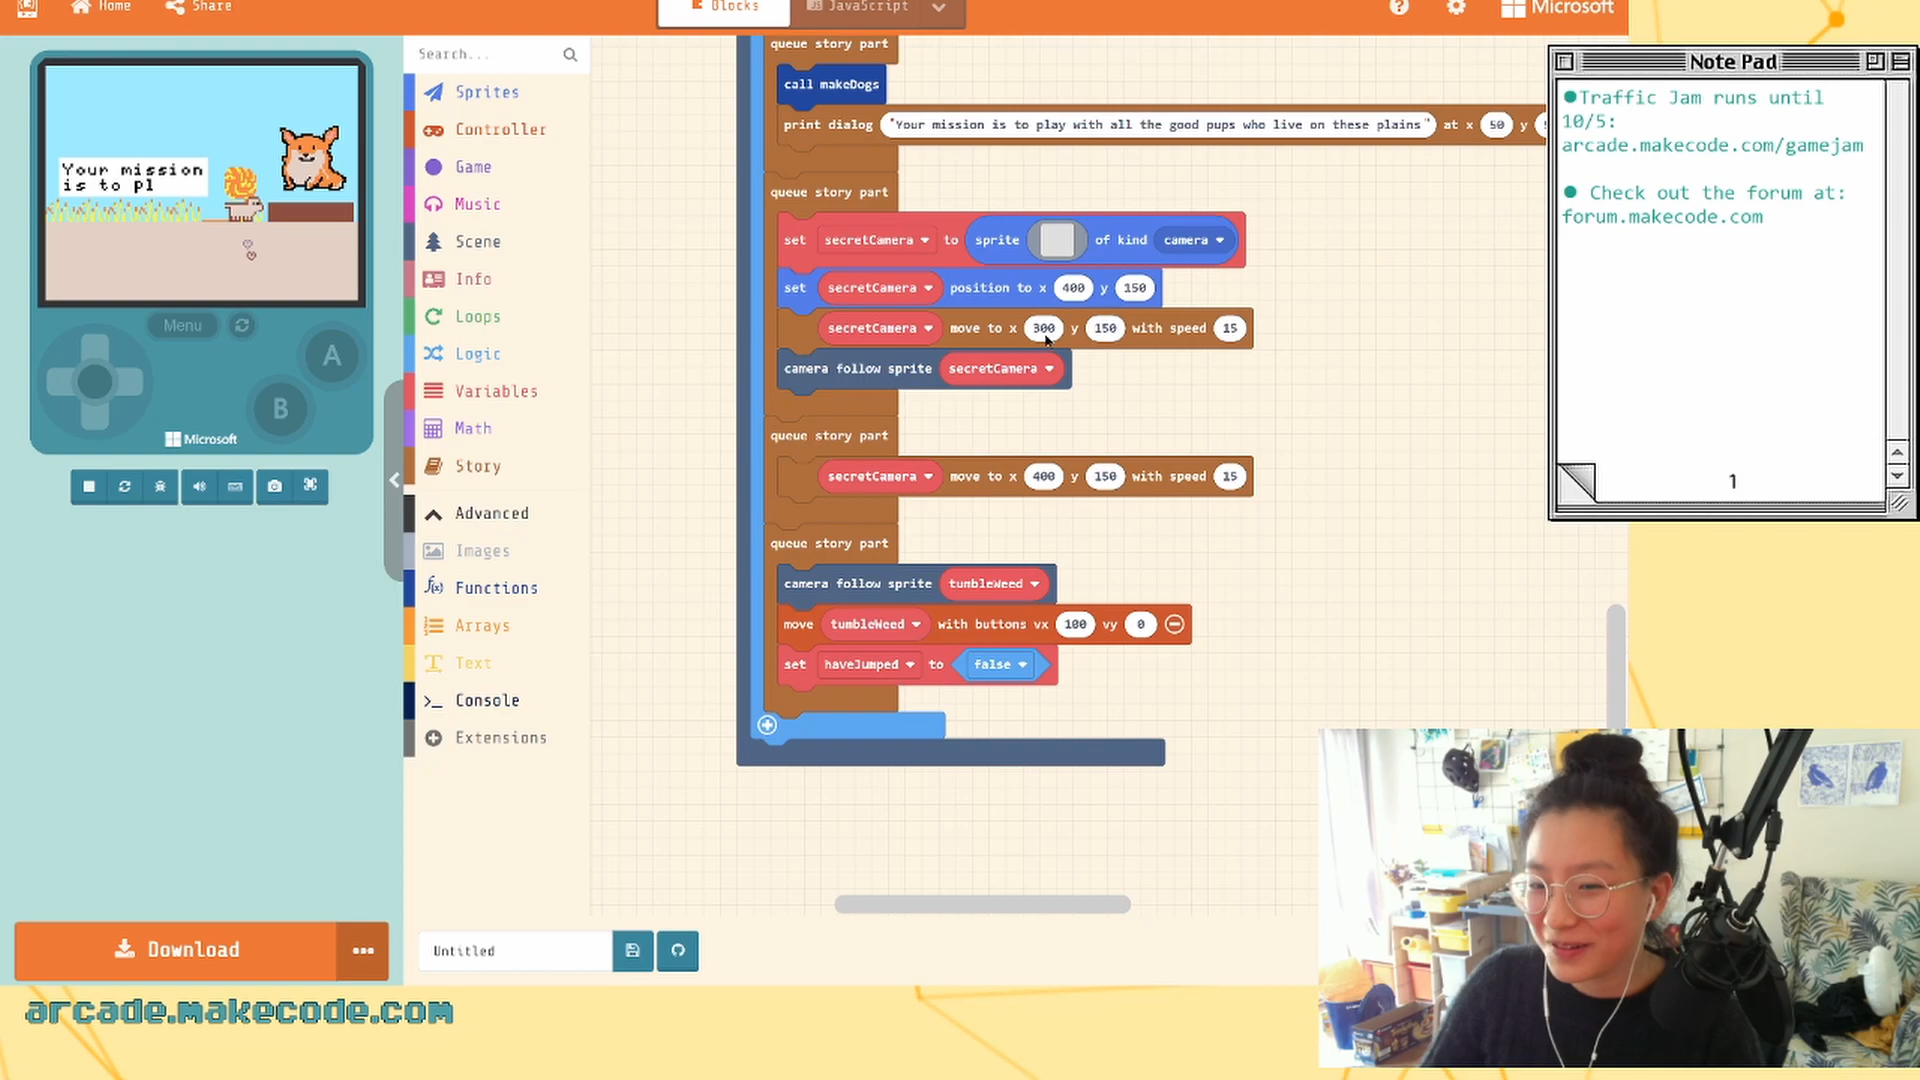 Home
Share
Blocks
JavaScript
Microsoft
Your mission
is to pl
Menu
A
B
Microsoft
Download
Search...
Sprites
Controller
Game
Music
Scene
Info
Loops
Logic
Variables
Math
Story
Advanced
Images
Functions
Arrays
Text
Console
Extensions
Untitled
queue story part
call makeDogs
print dialog "Your mission is to play with all the good pups who live on these plains" at x 50 y
queue story part
set secretCamera to sprite of kind camera
set secretCamera position to x 400 y 150
secretCamera move to x 300 y 150 with speed 15
camera follow sprite secretCamera
queue story part
secretCamera move to x 400 y 150 with speed 15
queue story part
camera follow sprite tumbleWeed
move tumbleWeed with buttons vx 100 vy 0
set haveJumped to false
Note Pad
●Traffic Jam runs until
10/5:
arcade.makecode.com/gamejam
● Check out the forum at:
forum.makecode.com
1
arcade.makecode.com